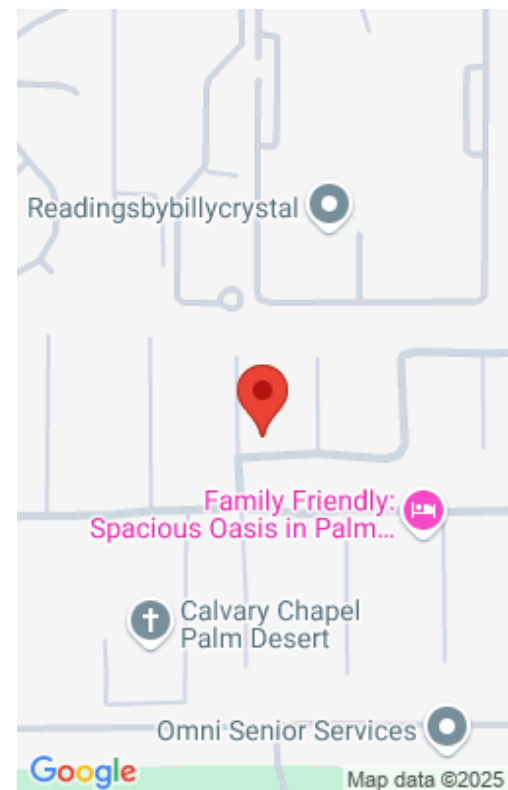 Readingsbybillycrystal
Family Friendly:
Spacious Oasis in Palm...
Calvary Chapel
Palm Desert
Omni Senior Services
Google
Map data ©2025